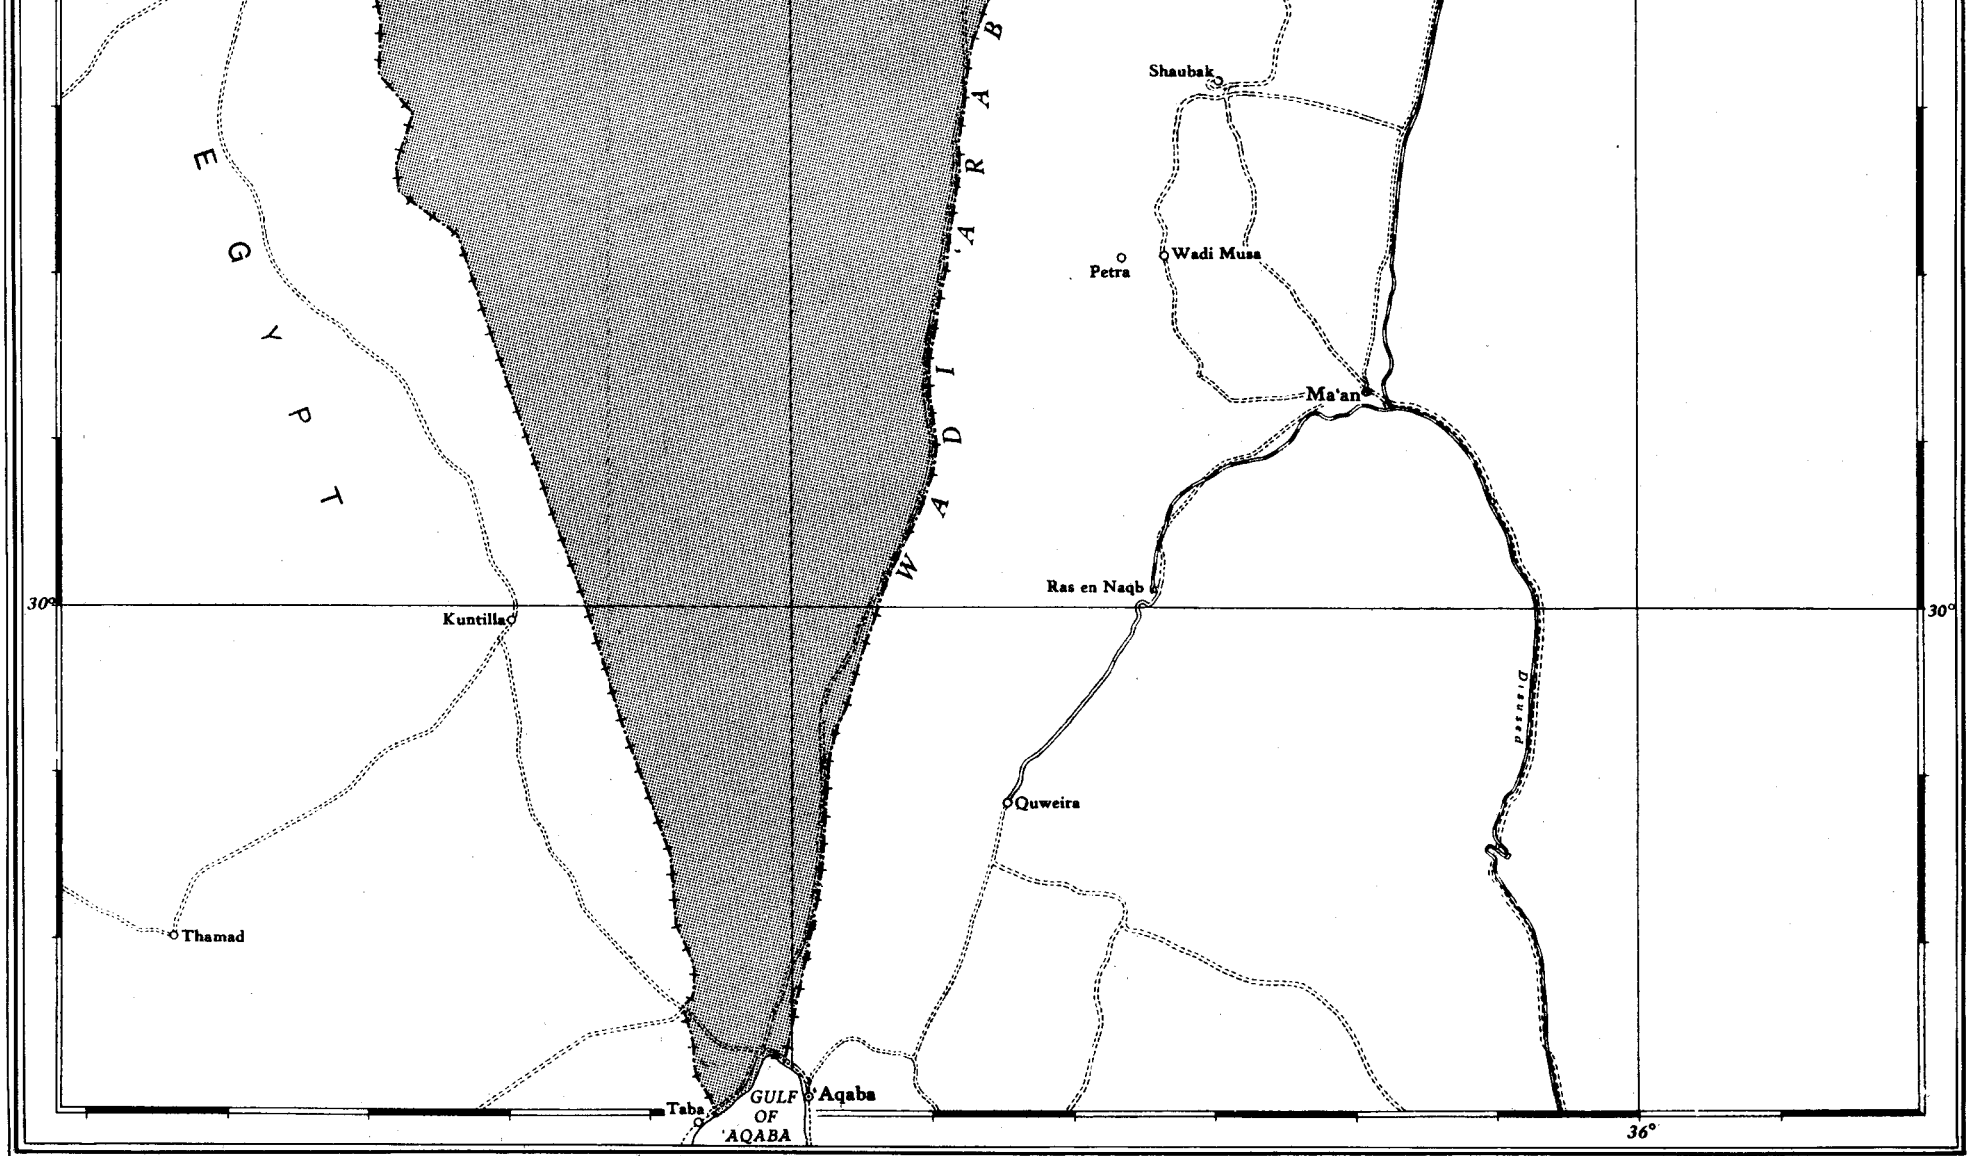 Shaubak
Petra
Wadi Musa
Ma'an
EGYPT
WADI 'ARAB
30°
30°
Kuntilla
Ras en Naqb
Disused
Quweira
Thamad
Taba
'Aqaba
GULF
OF
'AQABA
36°